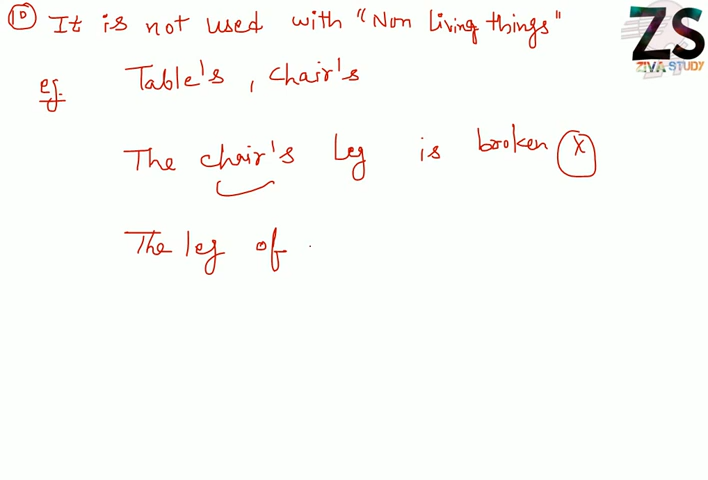 ① It is not used with "Non Living things"
ZS
ZIVA STUDY
eg. Table's, Chair's
The chair's leg is broken X
The leg of